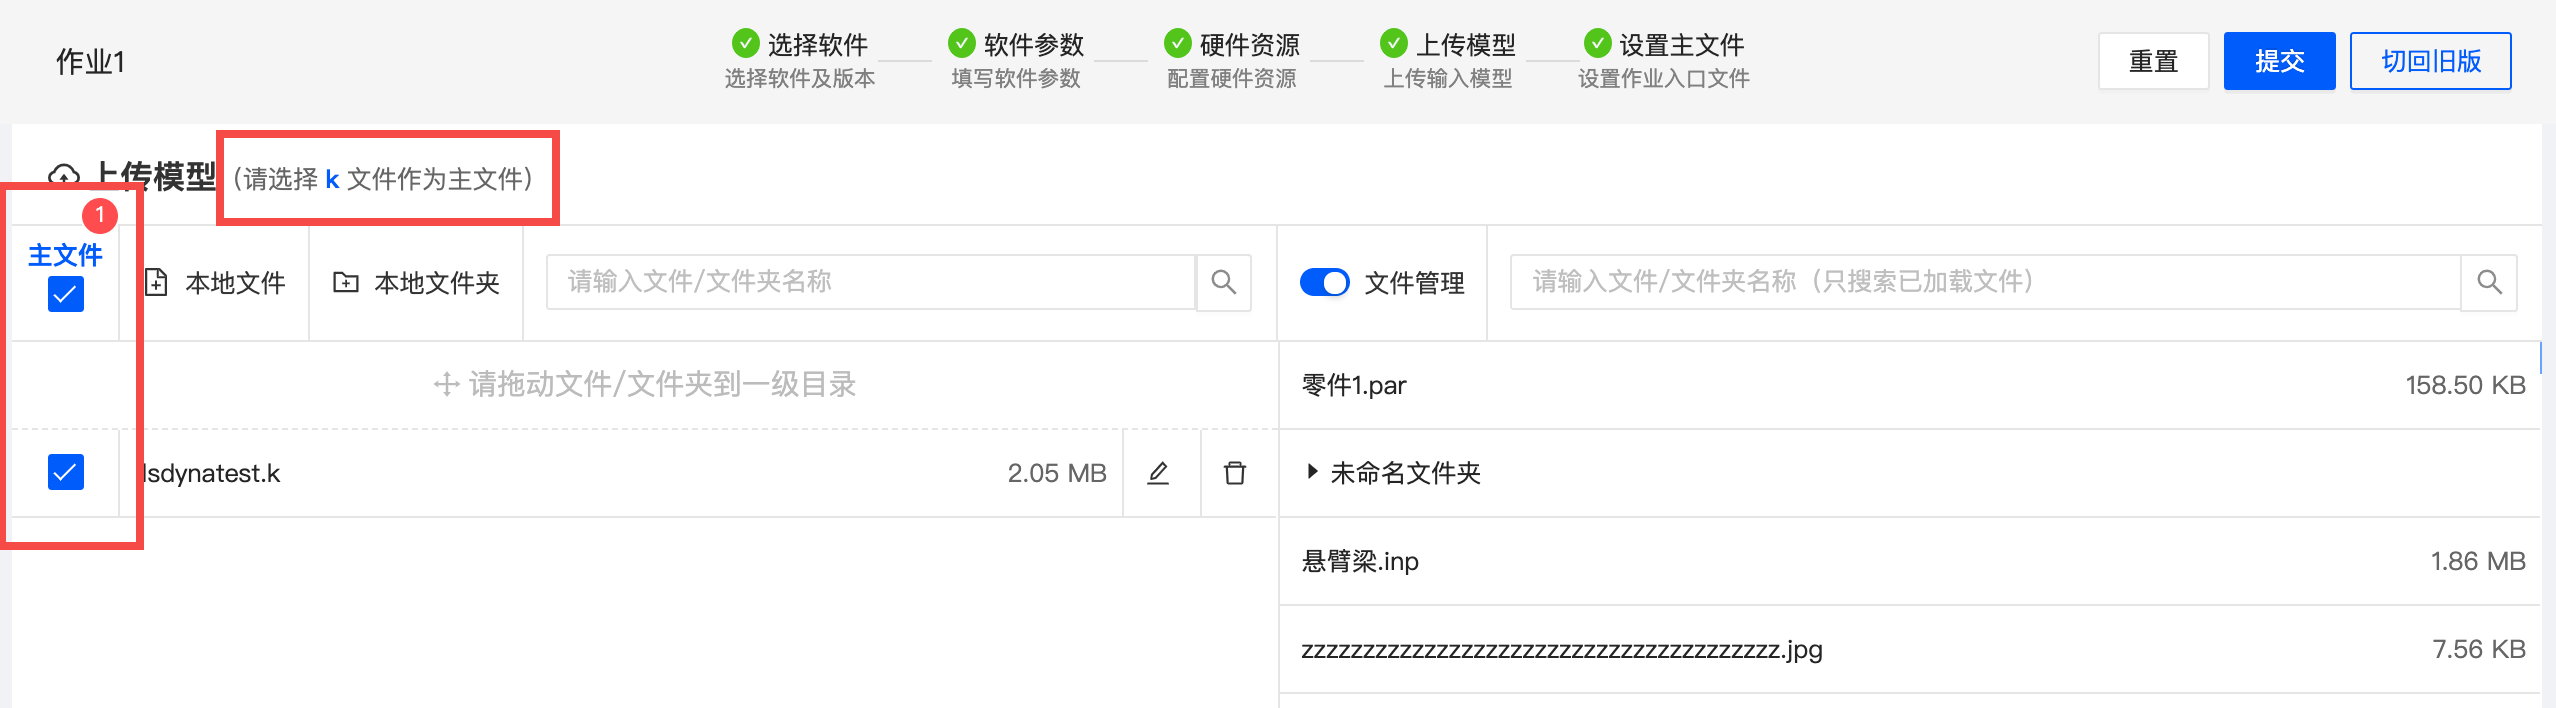 作业1
选择软件
选择软件及版本
软件参数
填写软件参数
硬件资源
配置硬件资源
上传模型
上传输入模型
设置主文件
设置作业入口文件
重置
提交
切回旧版
上传模型
(请选择 k 文件作为主文件)
1
主文件
本地文件
本地文件夹
请输入文件/文件夹名称
文件管理
请输入文件/文件夹名称（只搜索已加载文件）
请拖动文件/文件夹到一级目录
lsdynatest.k
2.05 MB
零件1.par
158.50 KB
未命名文件夹
悬臂梁.inp
1.86 MB
zzzzzzzzzzzzzzzzzzzzzzzzzzzzzzzzzzzzzzz.jpg
7.56 KB